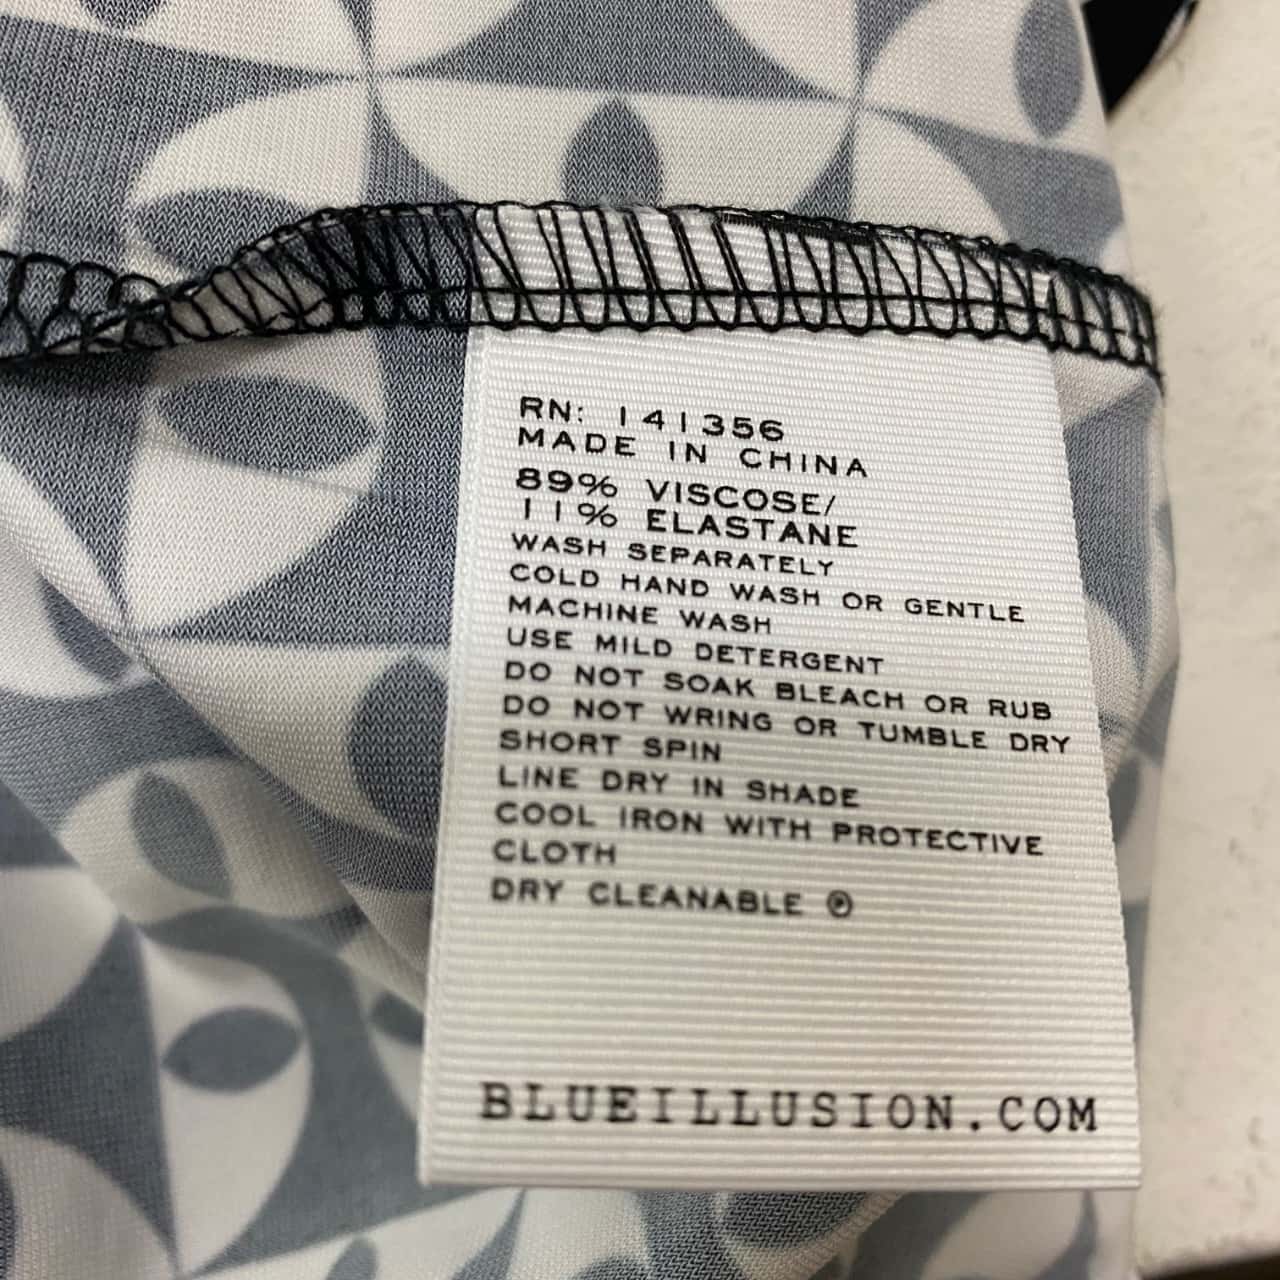 RN: 141356
MADE IN CHINA
89% VISCOSE/
11% ELASTANE
WASH SEPARATELY
COLD HAND WASH OR GENTLE
MACHINE WASH
USE MILD DETERGENT
DO NOT SOAK BLEACH OR RUB
DO NOT WRING OR TUMBLE DRY
SHORT SPIN
LINE DRY IN SHADE
COOL IRON WITH PROTECTIVE
CLOTH
DRY CLEANABLE Ⓟ
BLUEILLUSION.COM